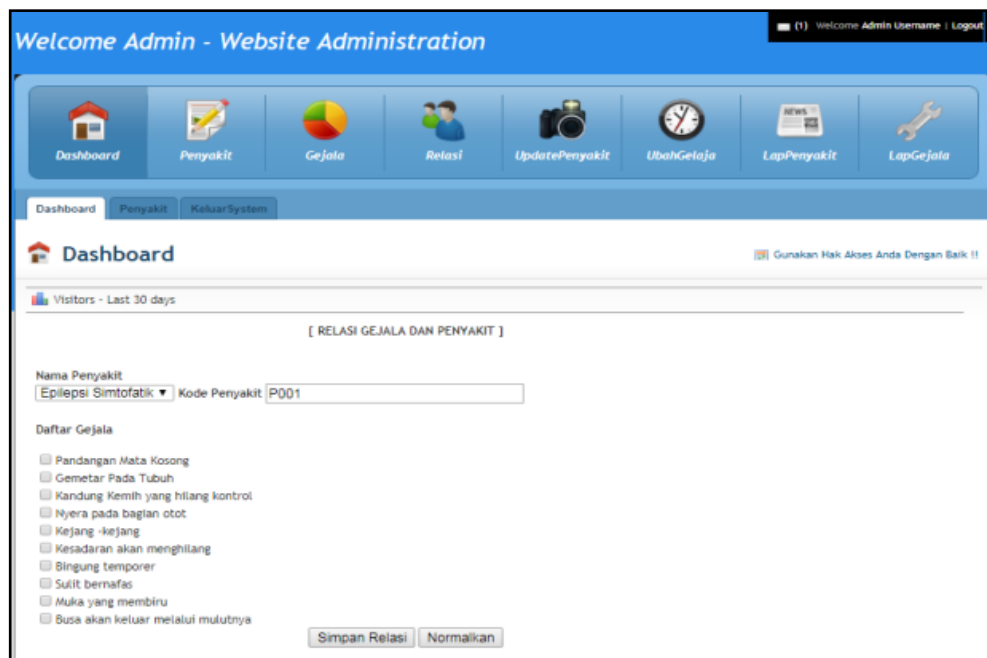 (1) Welcome Admin Username | Logout
Welcome Admin - Website Administration
NEWS
Dashboard Penyakit Gejala Relasi UpdatePenyakit UbahGelaja LapPenyakit LapGejala
Dashboard Penyakit KeluarSystem
Dashboard
Gunakan Hak Akses Anda Dengan Baik !!
Visitors - Last 30 days
[ RELASI GEJALA DAN PENYAKIT ]
Nama Penyakit
Epilepsi Simtofatik ▼ Kode Penyakit P001
Daftar Gejala
Pandangan Mata Kosong
Gemetar Pada Tubuh
Kandung Kemih yang hilang kontrol
Nyera pada bagian otot
Kejang -kejang
Kesadaran akan menghilang
Bingung temporer
Sulit bernafas
Muka yang membiru
Busa akan keluar melalui mulutnya
Simpan Relasi Normalkan